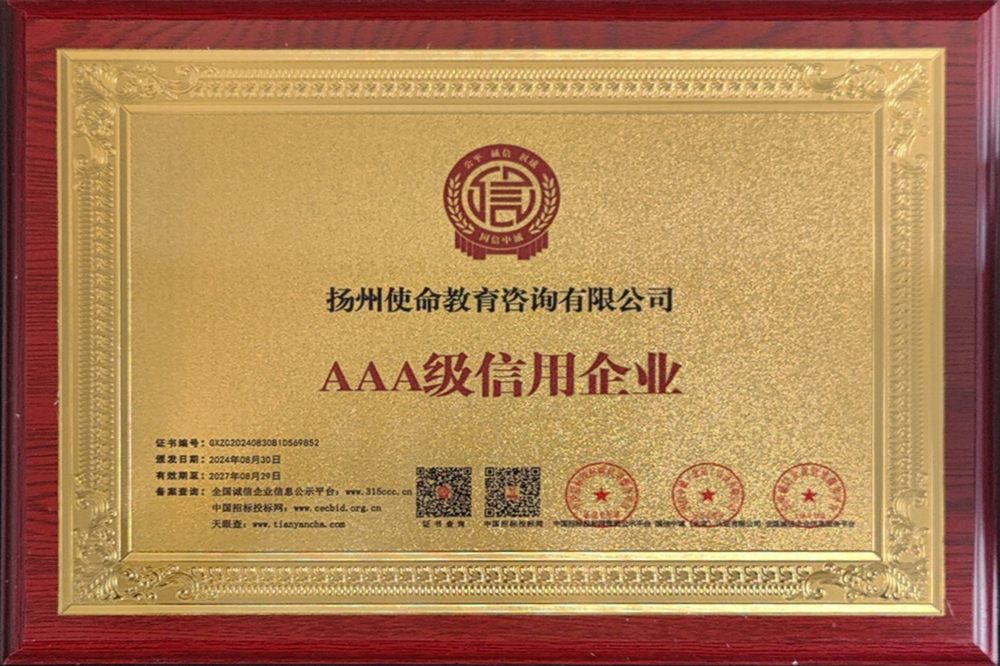 公平 诚信 权威
信
国信中诚
扬州使命教育咨询有限公司
AAA级信用企业
证书编号：GXZC20240830B10569852
颁发日期：2024年08月30日
有效期至：2027年08月29日
备案查询：全国诚信企业信息公示平台：www.315ccc.cn
中国招标投标网：www.cecbid.org.cn
天眼查：www.tianyancha.com
证书查询
中国招标投标网